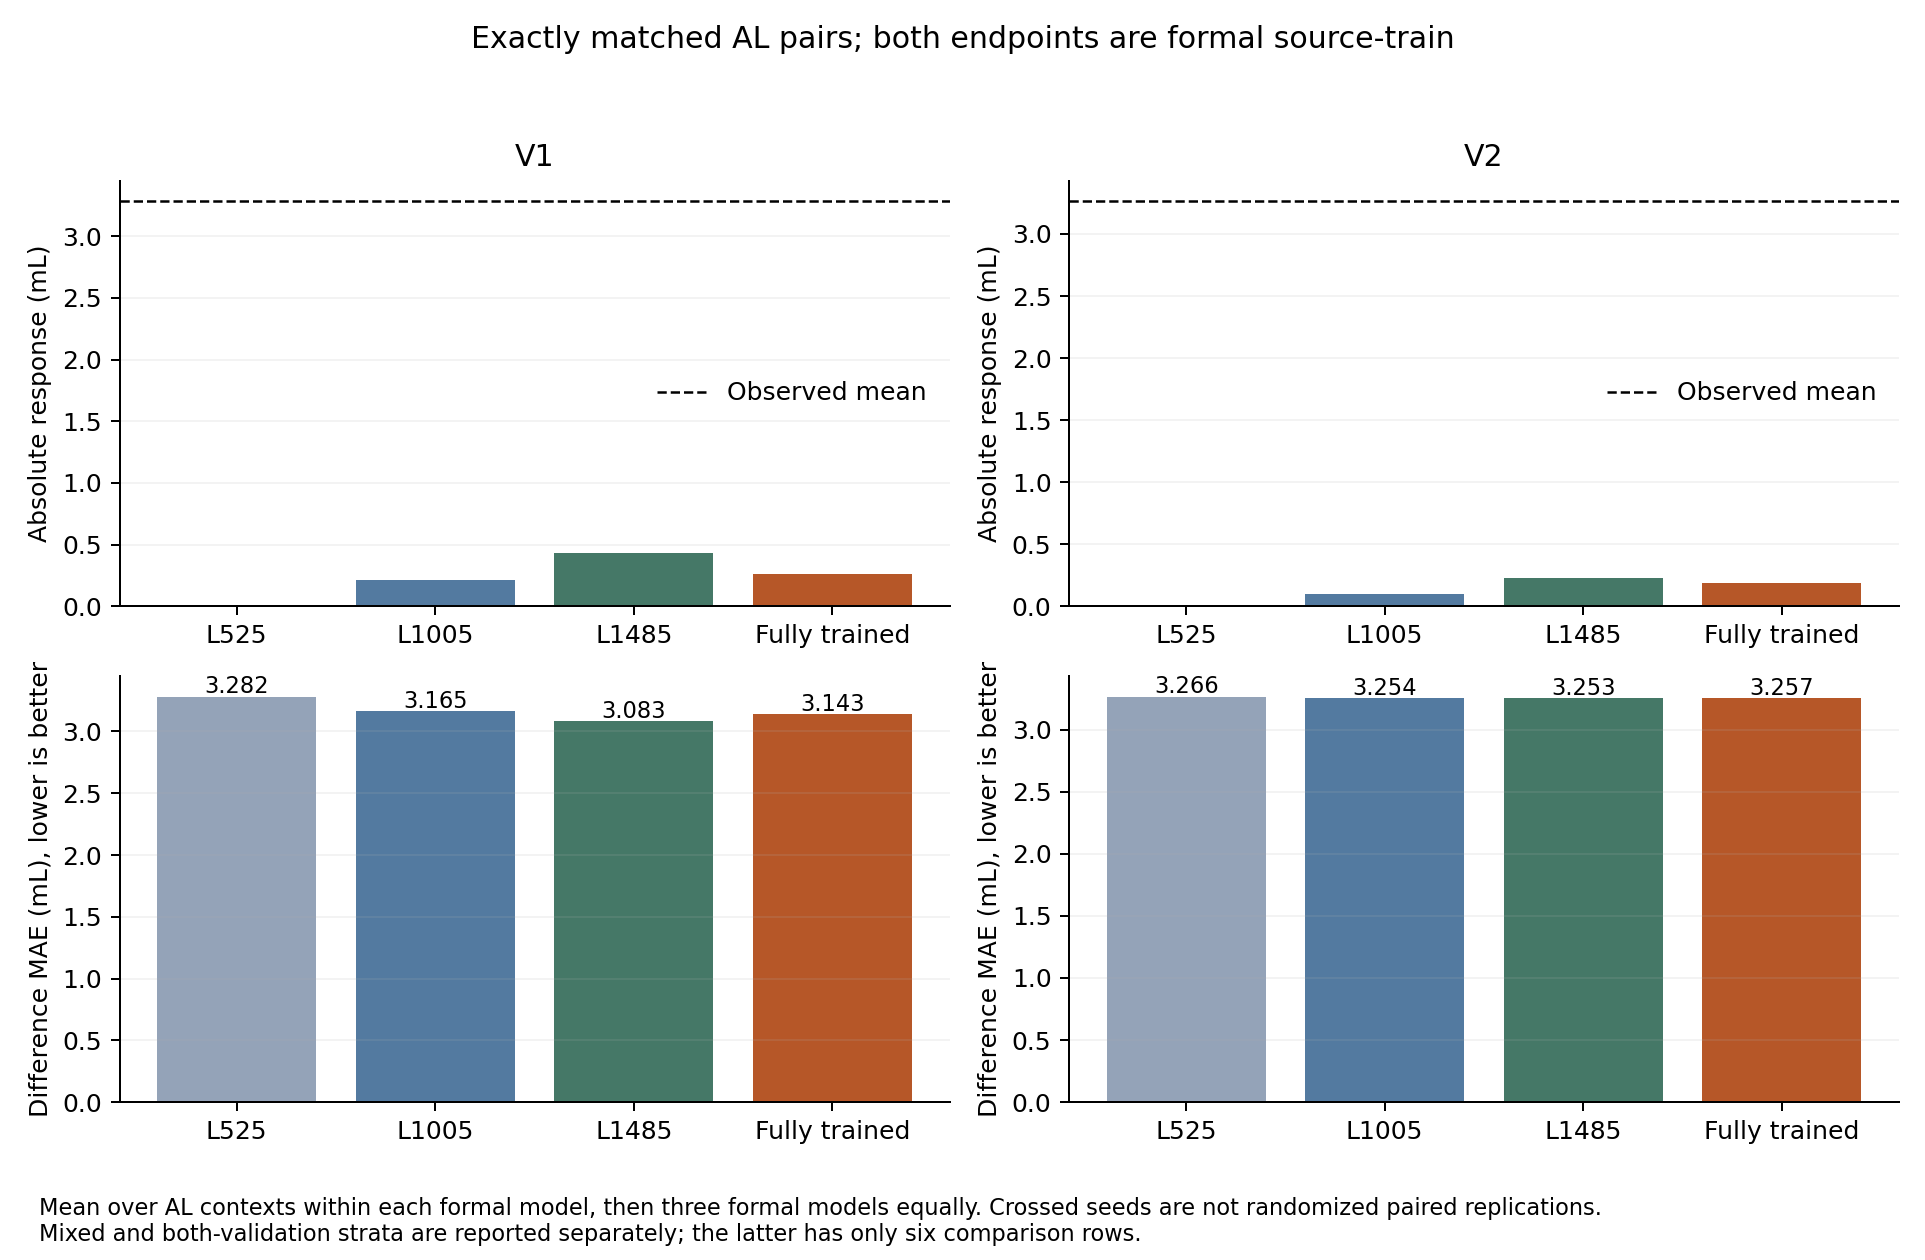 Exactly matched AL pairs; both endpoints are formal source-train
V1
Absolute response (mL)
3.0
2.5
2.0
1.5
1.0
0.5
0.0
Observed mean
L525 L1005 L1485 Fully trained
V2
Absolute response (mL)
3.0
2.5
2.0
1.5
1.0
0.5
0.0
Observed mean
L525 L1005 L1485 Fully trained
Difference MAE (mL), lower is better
3.0
2.5
2.0
1.5
1.0
0.5
0.0
3.282 3.165 3.083 3.143
L525 L1005 L1485 Fully trained
Difference MAE (mL), lower is better
3.0
2.5
2.0
1.5
1.0
0.5
0.0
3.266 3.254 3.253 3.257
L525 L1005 L1485 Fully trained
Mean over AL contexts within each formal model, then three formal models equally. Crossed seeds are not randomized paired replications.
Mixed and both-validation strata are reported separately; the latter has only six comparison rows.